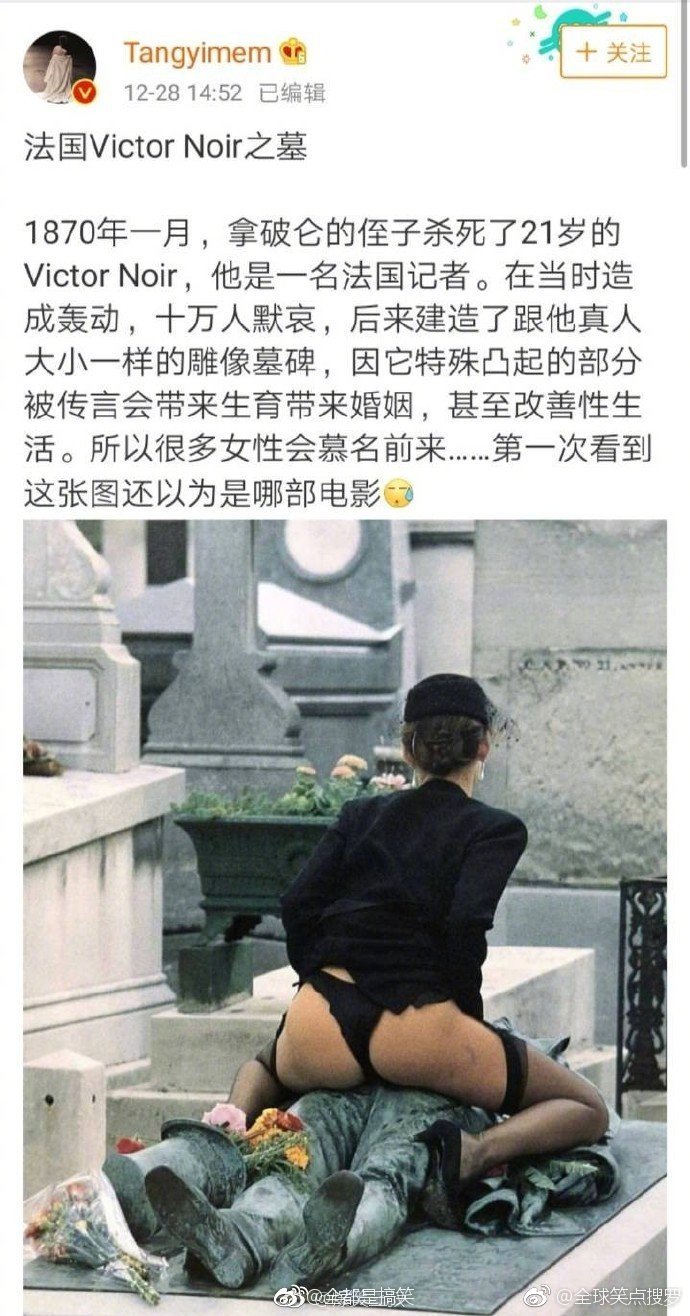 Tangyimem
关注
12-28 14:52 已编辑
法国Victor Noir之墓
1870年一月，拿破仑的侄子杀死了21岁的
Victor Noir，他是一名法国记者。在当时造
成轰动，十万人默哀，后来建造了跟他真人
大小一样的雕像墓碑，因它特殊凸起的部分
被传言会带来生育带来婚姻，甚至改善性生
活。所以很多女性会慕名前来……第一次看到
这张图还以为是哪部电影
@全球笑点搜罗